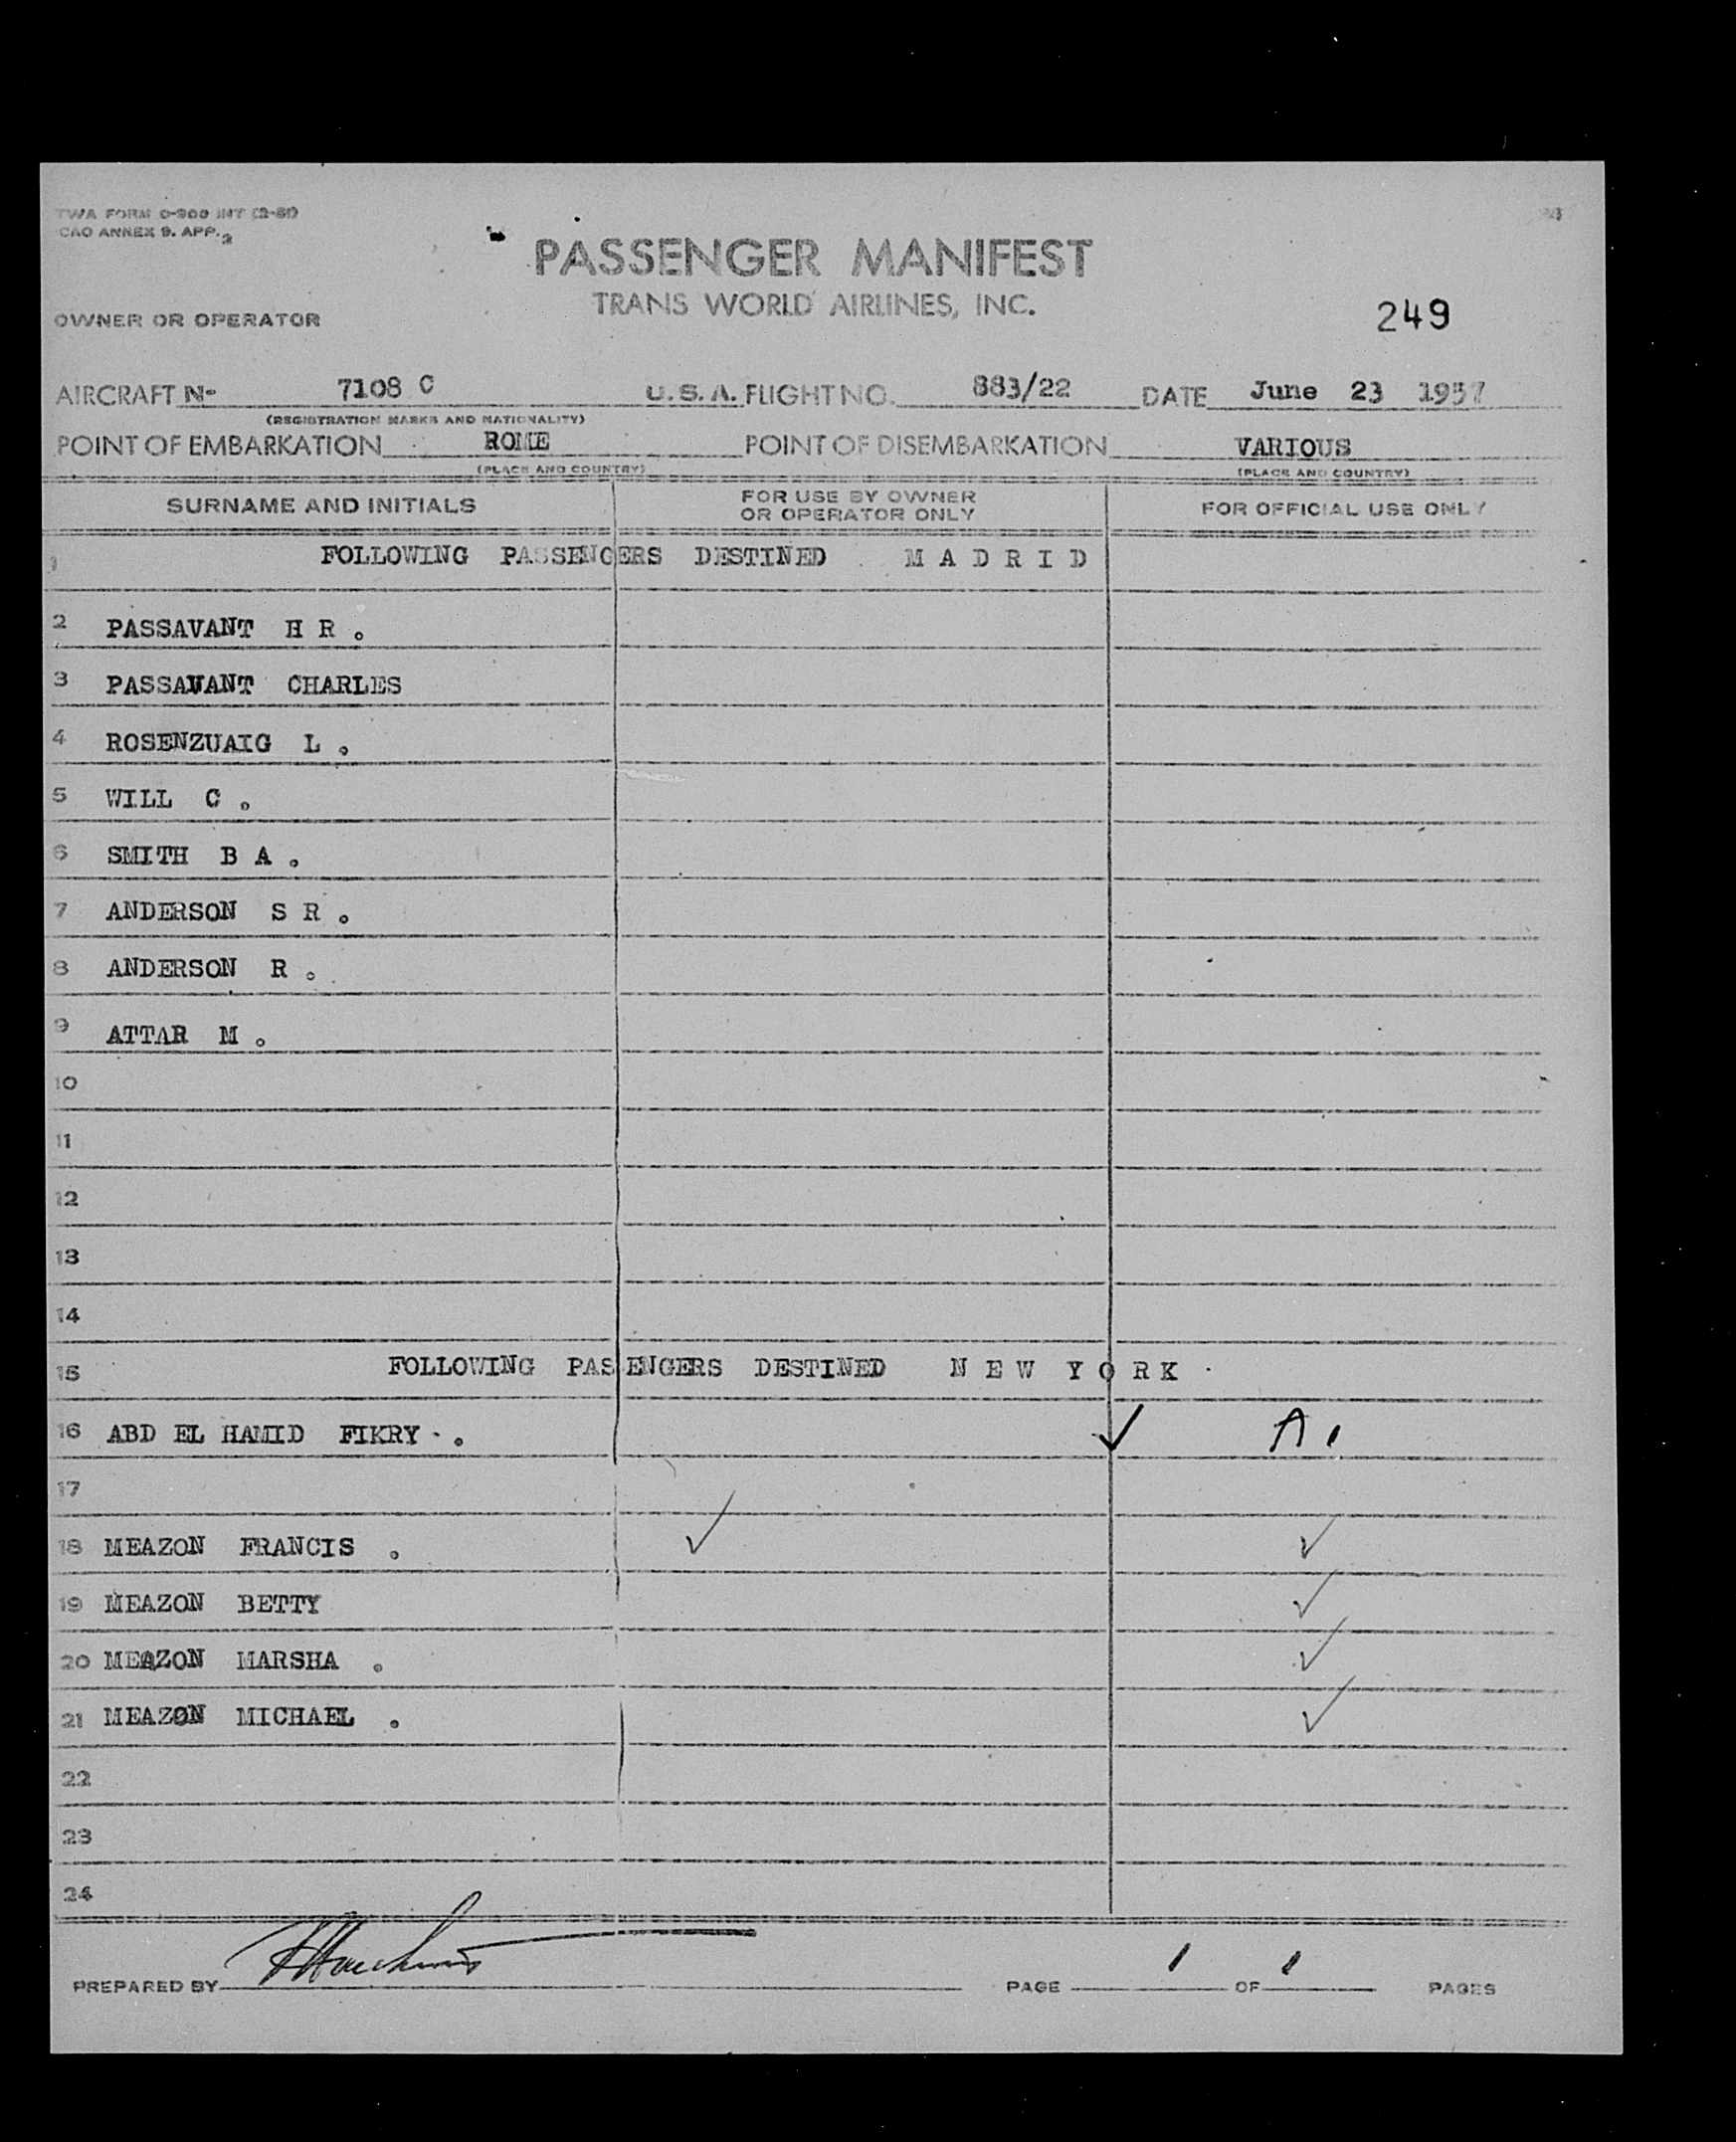 TWA FORM 0-900 INT (2-51)
CAO ANNEX 9. APP. 2
PASSENGER MANIFEST
TRANS WORLD AIRLINES, INC.
OWNER OR OPERATOR
249
AIRCRAFT N- 7108 C U.S.A. FLIGHT NO. 883/22 DATE June 23 1957
(REGISTRATION MARKS AND NATIONALITY)
POINT OF EMBARKATION ROME POINT OF DISEMBARKATION VARIOUS
(PLACE AND COUNTRY) (PLACE AND COUNTRY)
SURNAME AND INITIALS FOR USE BY OWNER OR OPERATOR ONLY FOR OFFICIAL USE ONLY
1 FOLLOWING PASSENGERS DESTINED M A D R I D
2 PASSAVANT H R .
3 PASSAVANT CHARLES
4 ROSENZUAIG L .
5 WILL C .
6 SMITH B A .
7 ANDERSON S R .
8 ANDERSON R .
9 ATTAR M .
10
11
12
13
14
15 FOLLOWING PASSENGERS DESTINED N E W Y O R K
16 ABD EL HAMID FIKRY . ✓
17
18 MEAZON FRANCIS . ✓ ✓
19 MEAZON BETTY ✓
20 MEAZON MARSHA . ✓
21 MEAZON MICHAEL . ✓
22
23
24
PREPARED BY PAGE 1 OF 1 PAGES